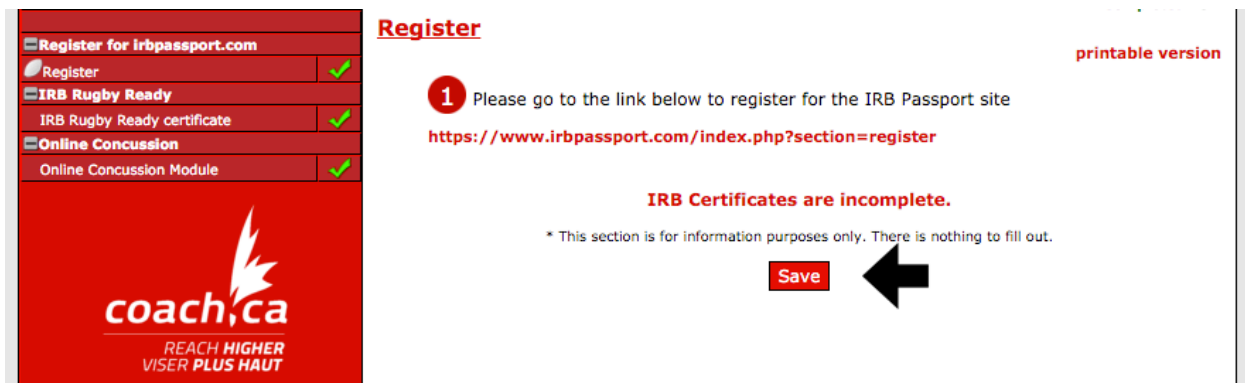 Register for irbpassport.com
Register
IRB Rugby Ready
IRB Rugby Ready certificate
Online Concussion
Online Concussion Module
coach.ca
REACH HIGHER
VISER PLUS HAUT
Register
printable version
1 Please go to the link below to register for the IRB Passport site
https://www.irbpassport.com/index.php?section=register
IRB Certificates are incomplete.
* This section is for information purposes only. There is nothing to fill out.
Save